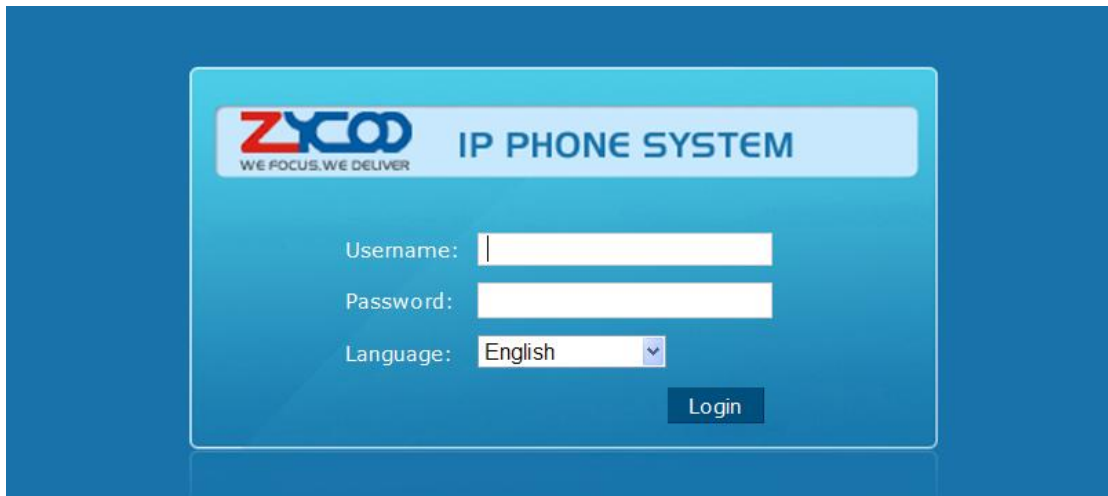 ZYCOO
WE FOCUS.WE DELIVER
IP PHONE SYSTEM
Username:
Password:
Language: English
Login